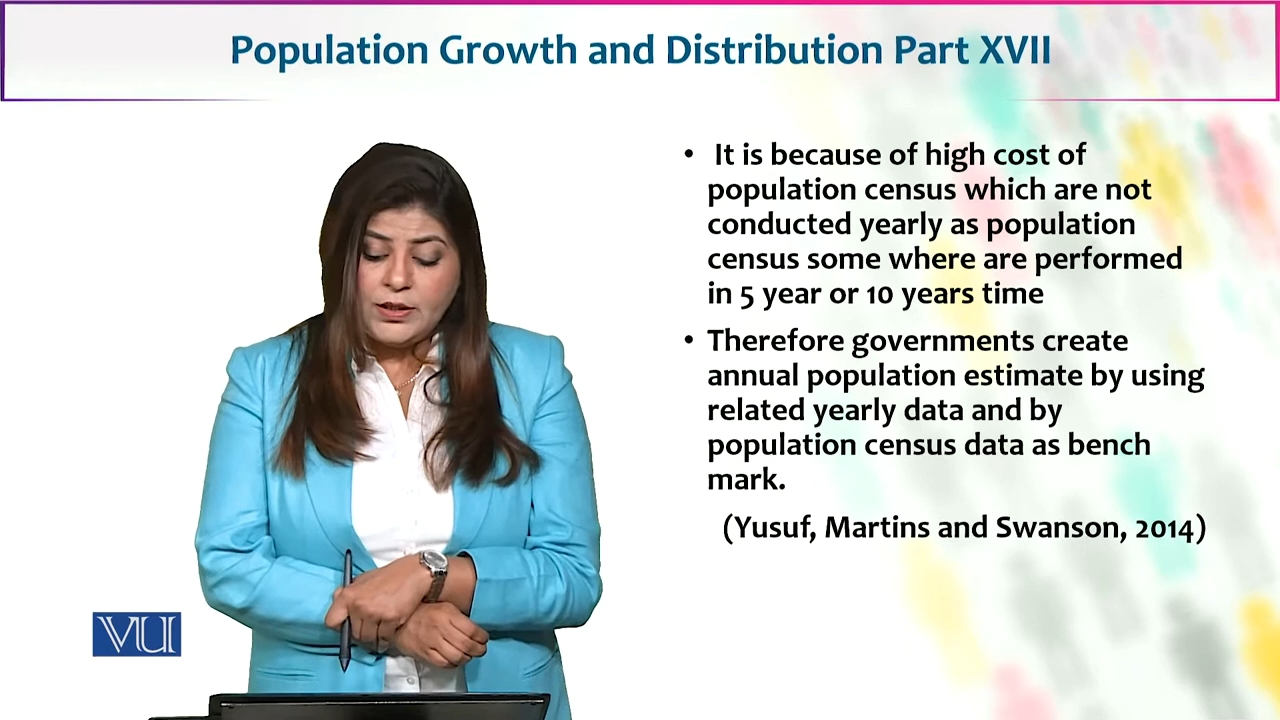 Population Growth and Distribution Part XVII
• It is because of high cost of
population census which are not
conducted yearly as population
census some where are performed
in 5 year or 10 years time
• Therefore governments create
annual population estimate by using
related yearly data and by
population census data as bench
mark.
(Yusuf, Martins and Swanson, 2014)
VU